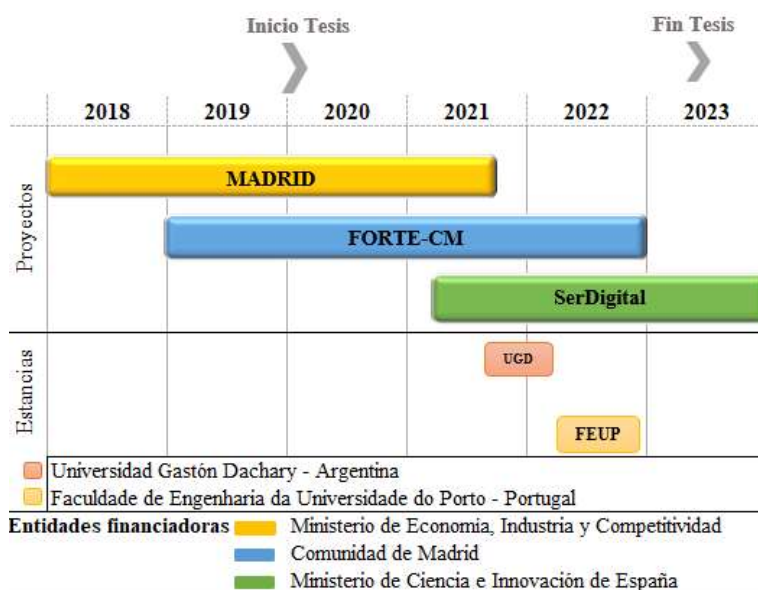 Inicio Tesis Fin Tesis
2018 2019 2020 2021 2022 2023
Proyectos
MADRID
FORTE-CM
SerDigital
Estancias
UGD
FEUP
Universidad Gastón Dachary - Argentina
Faculdade de Engenharia da Universidade do Porto - Portugal
Entidades financiadoras Ministerio de Economia, Industria y Competitividad
Comunidad de Madrid
Ministerio de Ciencia e Innovación de España